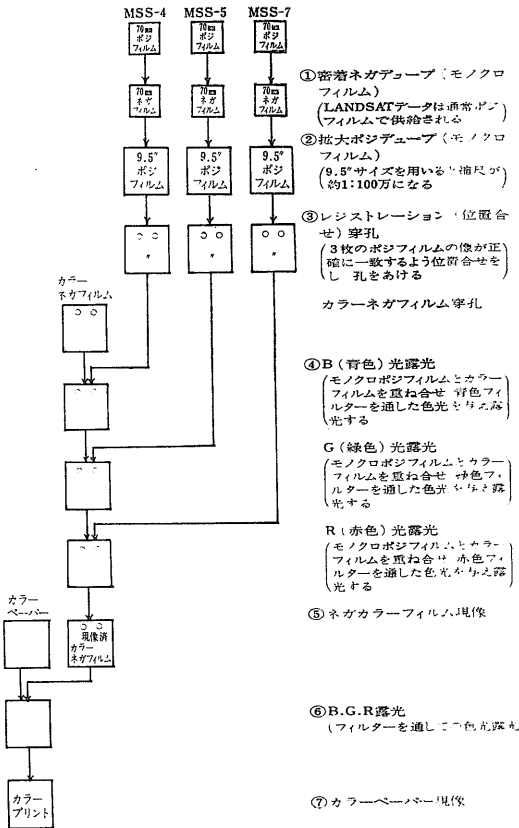 MSS-4 MSS-5 MSS-7
70mm ポジ フィルム
70mm ポジ フィルム
70mm ポジ フィルム
70mm ネガ フィルム
70mm ネガ フィルム
70mm ネガ フィルム
①密着ネガデュープ（モノクロ
フィルム）
(LANDSATデータは通常ポジ
フィルムで供給される)
9.5″ ポジ フィルム
9.5″ ポジ フィルム
9.5″ ポジ フィルム
②拡大ポジデュープ（モノクロ
フィルム）
(9.5″サイズを用いると縮尺が
約1:100万になる)
〃
〃
〃
③レジストレーション（位置合
せ）穿孔
(3枚のポジフィルムの像が正
確に一致するよう位置合せを
し 孔をあける)
カラー
ネガフィルム
カラーネガフィルム穿孔
④B（青色）光露光
(モノクロポジフィルムとカラー
フィルムを重ね合せ 青色フィ
ルターを通した色光を与え露
光する)
G（緑色）光露光
(モノクロポジフィルムとカラー
フィルムを重ね合せ 緑色フィ
ルターを通した色光を与え露
光する)
R（赤色）光露光
(モノクロポジフィルムとカラー
フィルムを重ね合せ 赤色フィ
ルターを通した色光を与え露
光する)
カラー
ペーパー
現像済
カラー
ネガフィルム
⑤ネガカラーフィルム現像
⑥B.G.R露光
(フィルターを通しての色光露光
カラー
プリント
⑦カラーペーパー現像